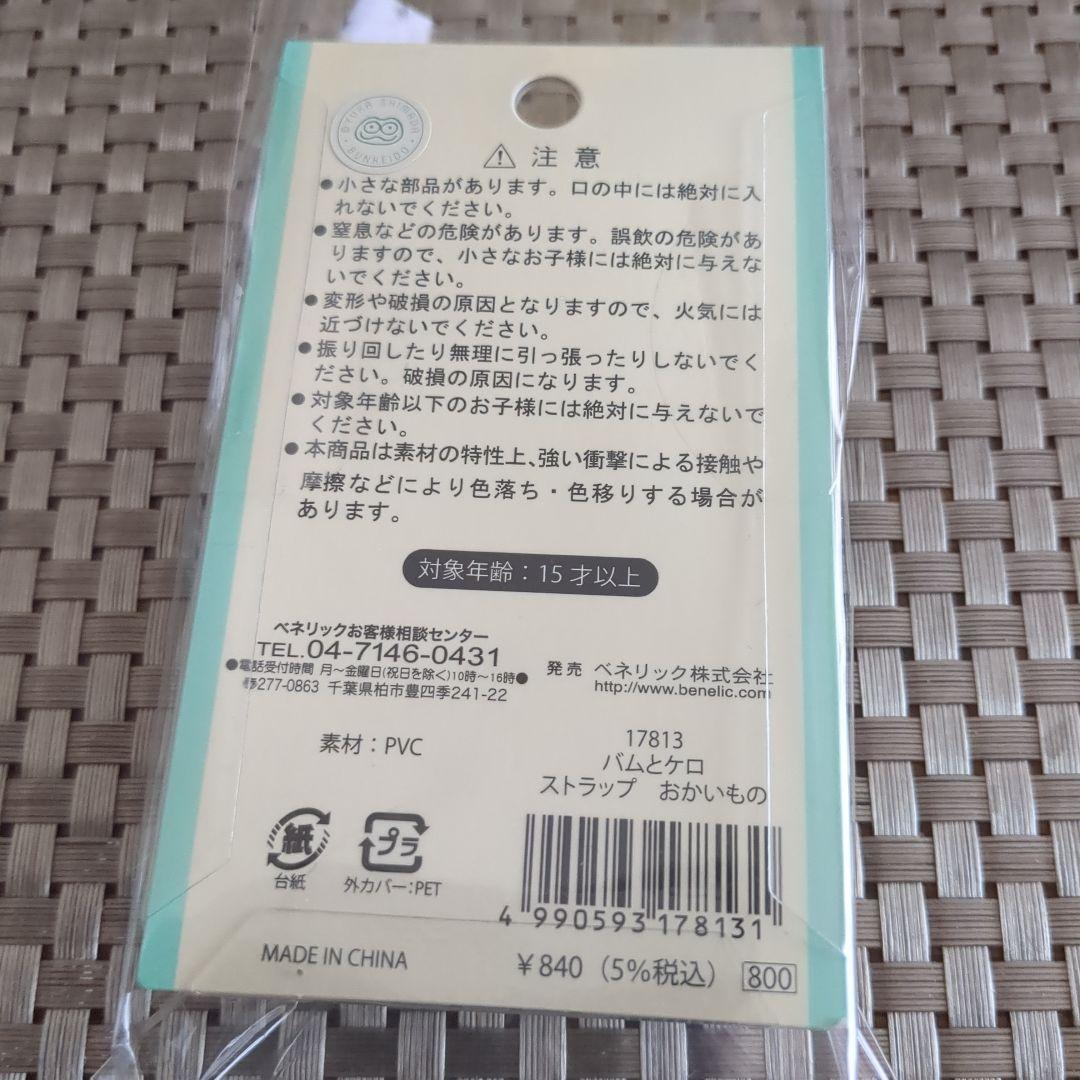 ©YUKA SHIMADA
BUNKEIDO
注意
●小さな部品があります。口の中には絶対に入
れないでください。
●窒息などの危険があります。誤飲の危険があ
りますので、小さなお子様には絶対に与えな
いでください。
●変形や破損の原因となりますので、火気には
近づけないでください。
●振り回したり無理に引っ張ったりしないでく
ださい。破損の原因になります。
●対象年齢以下のお子様には絶対に与えないで
ください。
●本商品は素材の特性上、強い衝撃による接触や
摩擦などにより色落ち・色移りする場合が
あります。
対象年齢：15才以上
ベネリックお客様相談センター
TEL.04-7146-0431
●電話受付時間 月～金曜日(祝日を除く)10時～16時●
〒277-0863 千葉県柏市豊四季241-22
発売 ベネリック株式会社
http://www.benelic.com
素材：PVC
17813
バムとケロ
ストラップ おかいもの
紙
台紙
プラ
外カバー:PET
4 990593 178131
MADE IN CHINA
￥840（5%税込）
800